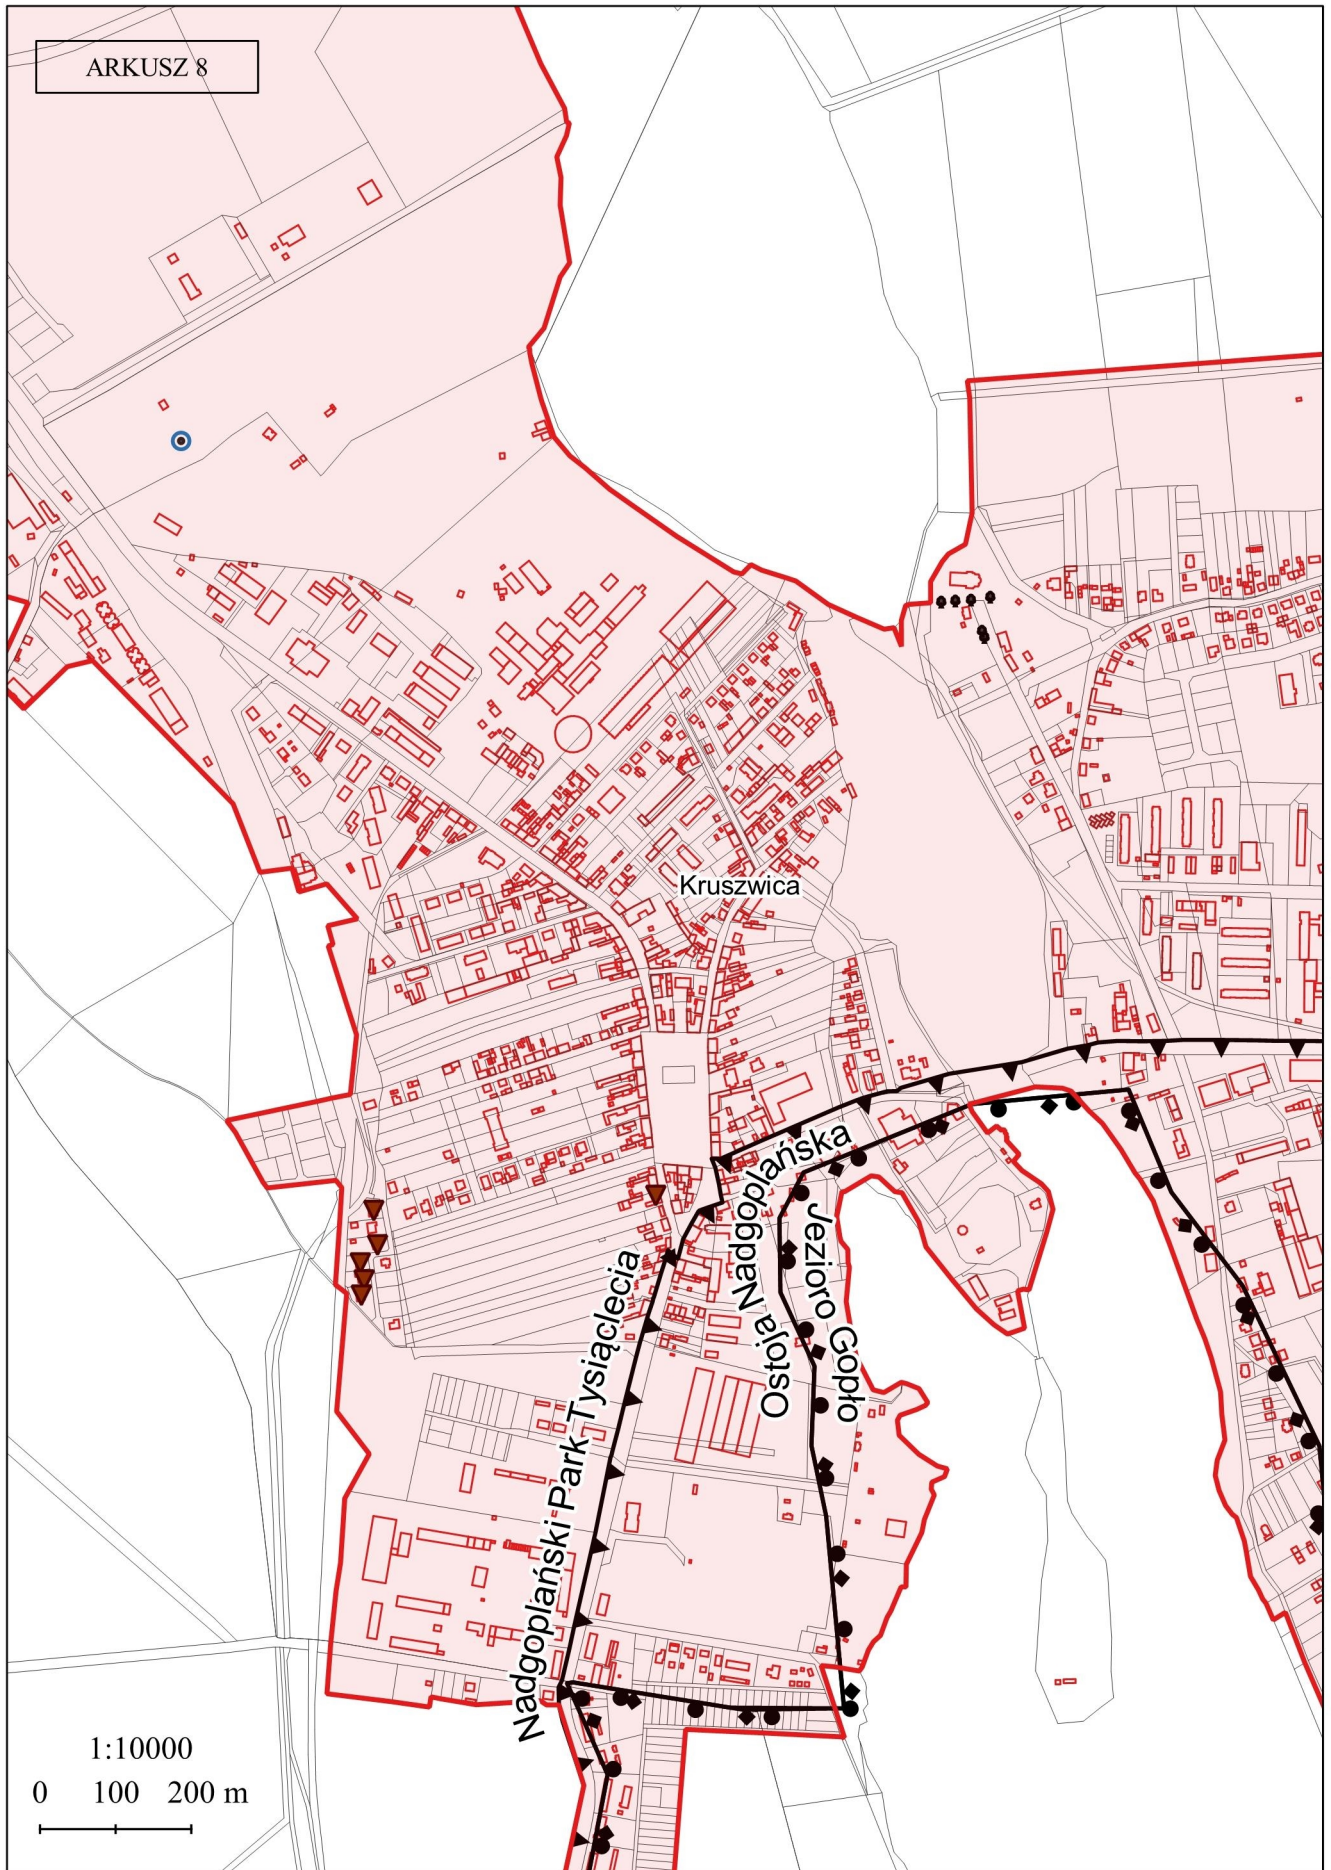 ARKUSZ 8
Kruszwica
Ostoja Nadgoplańska
Jezioro Gopło
Nadgoplański Park Tysiąclecia
1:10000
0 100 200 m